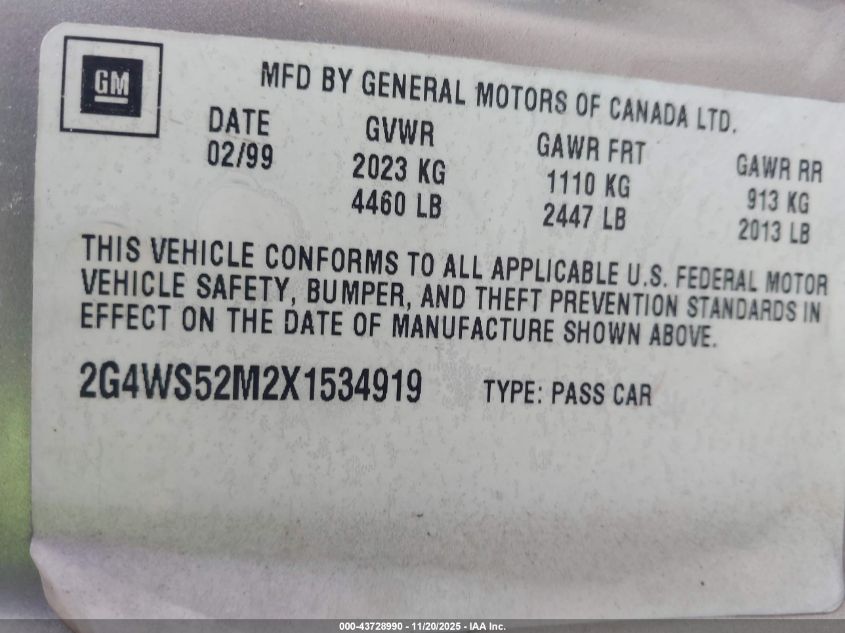 GM
MFD BY GENERAL MOTORS OF CANADA LTD.
DATE GVWR GAWR FRT GAWR RR
02/99 2023 KG 1110 KG 913 KG
4460 LB 2447 LB 2013 LB
THIS VEHICLE CONFORMS TO ALL APPLICABLE U.S. FEDERAL MOTOR
VEHICLE SAFETY, BUMPER, AND THEFT PREVENTION STANDARDS IN
EFFECT ON THE DATE OF MANUFACTURE SHOWN ABOVE.
2G4WS52M2X1534919 TYPE: PASS CAR
000-43728990 - 11/20/2025 - IAA Inc.